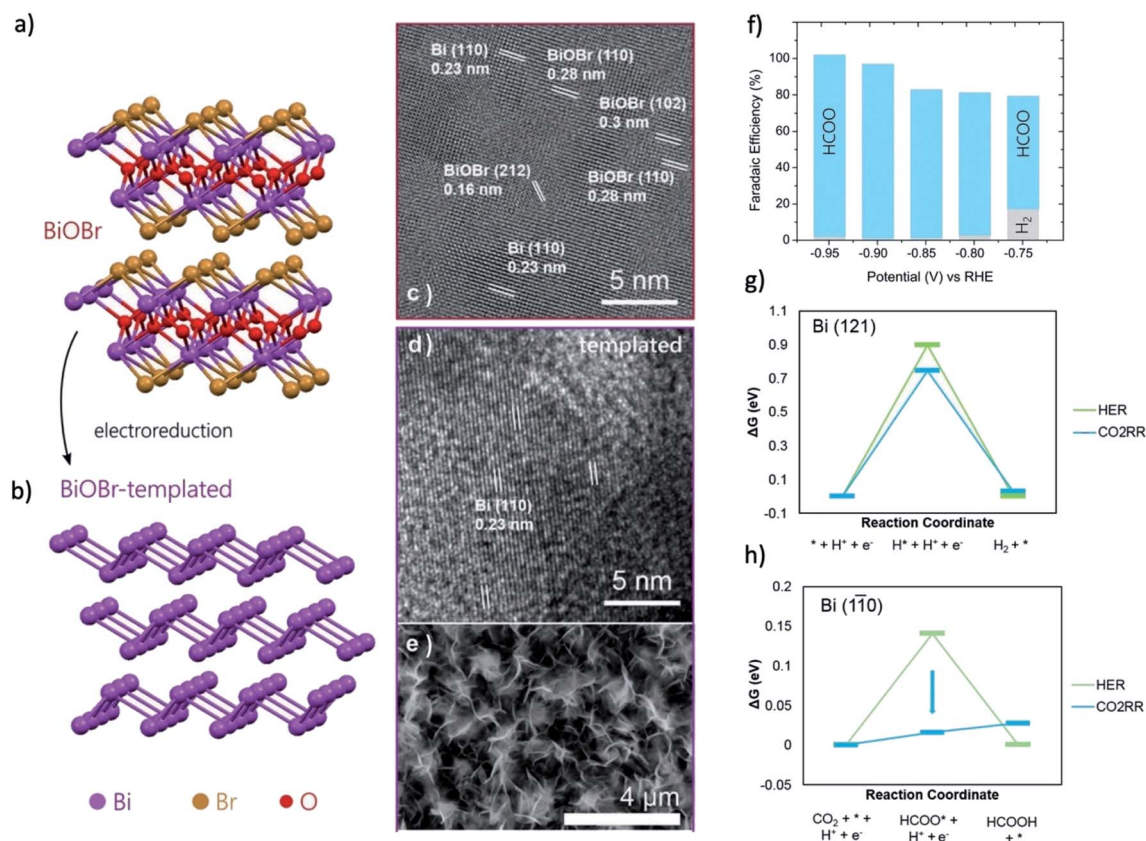 a)
BiOBr
electroreduction
b)
BiOBr-templated
Bi
Br
O
Bi (110)
0.23 nm
BiOBr (110)
0.28 nm
BiOBr (102)
0.3 nm
BiOBr (212)
0.16 nm
BiOBr (110)
0.28 nm
Bi (110)
0.23 nm
c)
5 nm
d)
templated
Bi (110)
0.23 nm
5 nm
e)
4 µm
f)
Faradaic Efficiency (%)
100
80
60
40
20
0
HCOO
HCOO
H₂
-0.95
-0.90
-0.85
-0.80
-0.75
Potential (V) vs RHE
g)
Bi (121)
ΔG (eV)
1.1
0.9
0.7
0.5
0.3
0.1
-0.1
HER
CO2RR
Reaction Coordinate
* + H⁺ + e⁻
H* + H⁺ + e⁻
H₂ + *
h)
Bi (11̅0)
ΔG (eV)
0.2
0.15
0.1
0.05
0
-0.05
HER
CO2RR
Reaction Coordinate
CO₂ + * +
H⁺ + e⁻
HCOO* +
H⁺ + e⁻
HCOOH
+ *